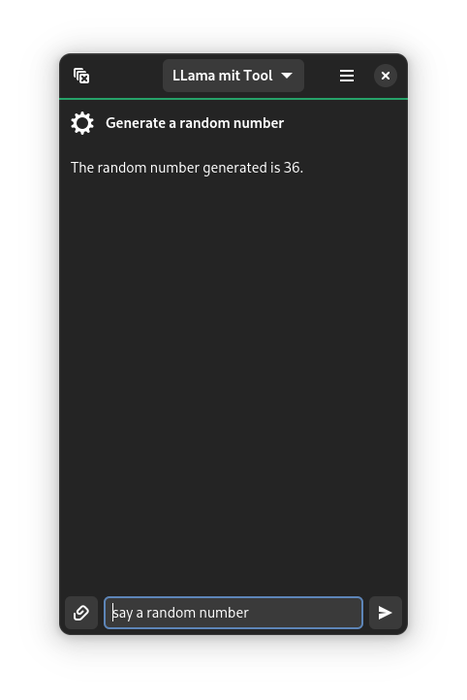 LLama mit Tool
Generate a random number
The random number generated is 36.
say a random number